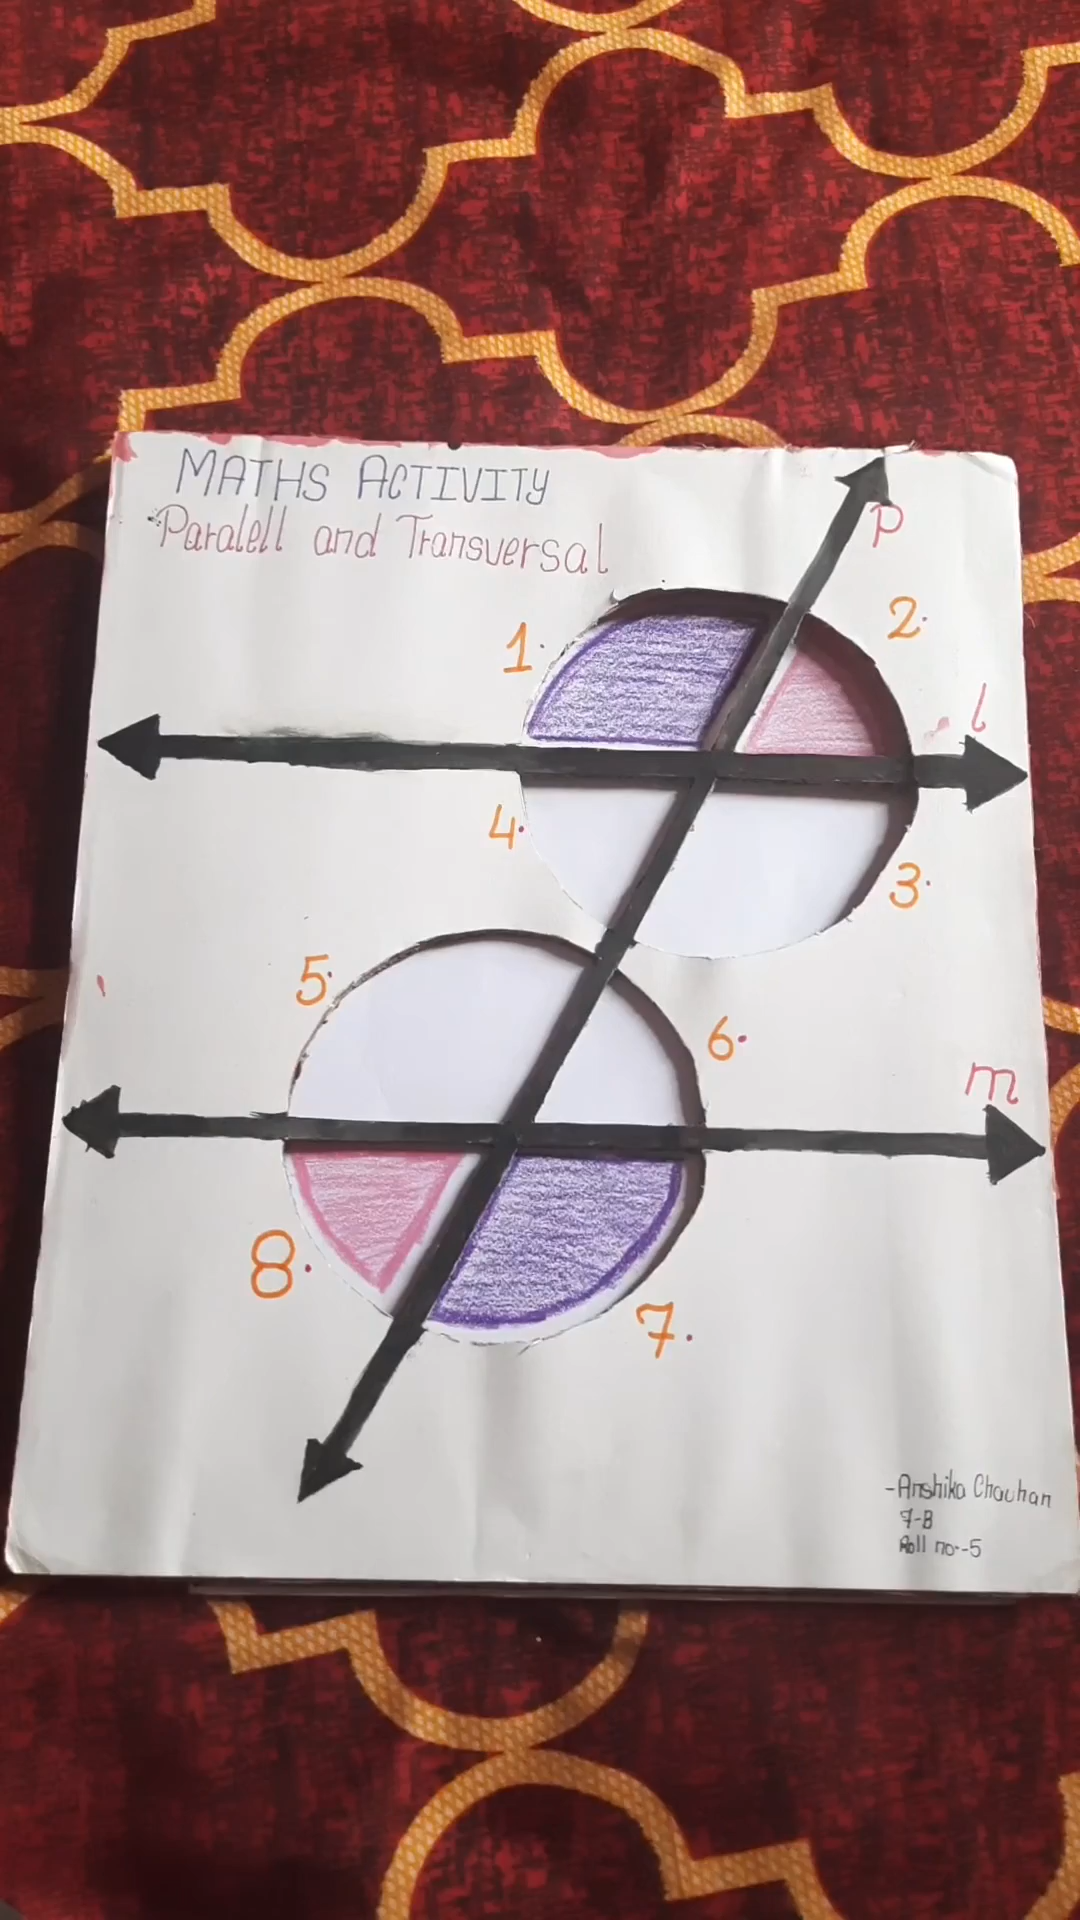 MATHS ACTIVITY
Paralell and Transversal
p
1.
2.
l
4.
3.
5.
6.
m
8.
7.
-Anshika Chauhan
7-B
Roll no.-5